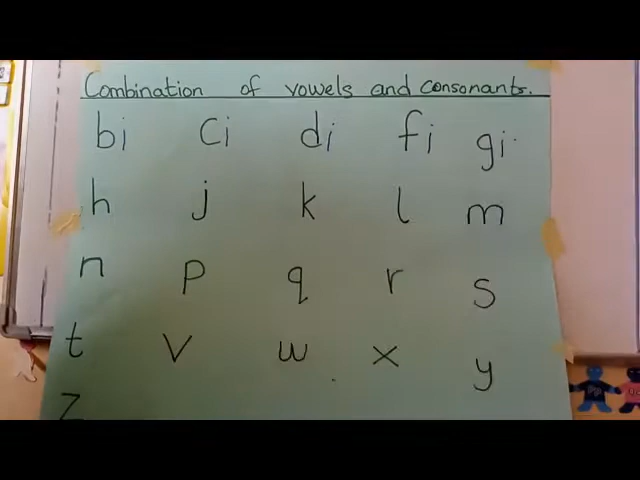 Combination of vowels and consonants.
bi ci di fi gi
h j k l m
n p q r s
t v w x y
z